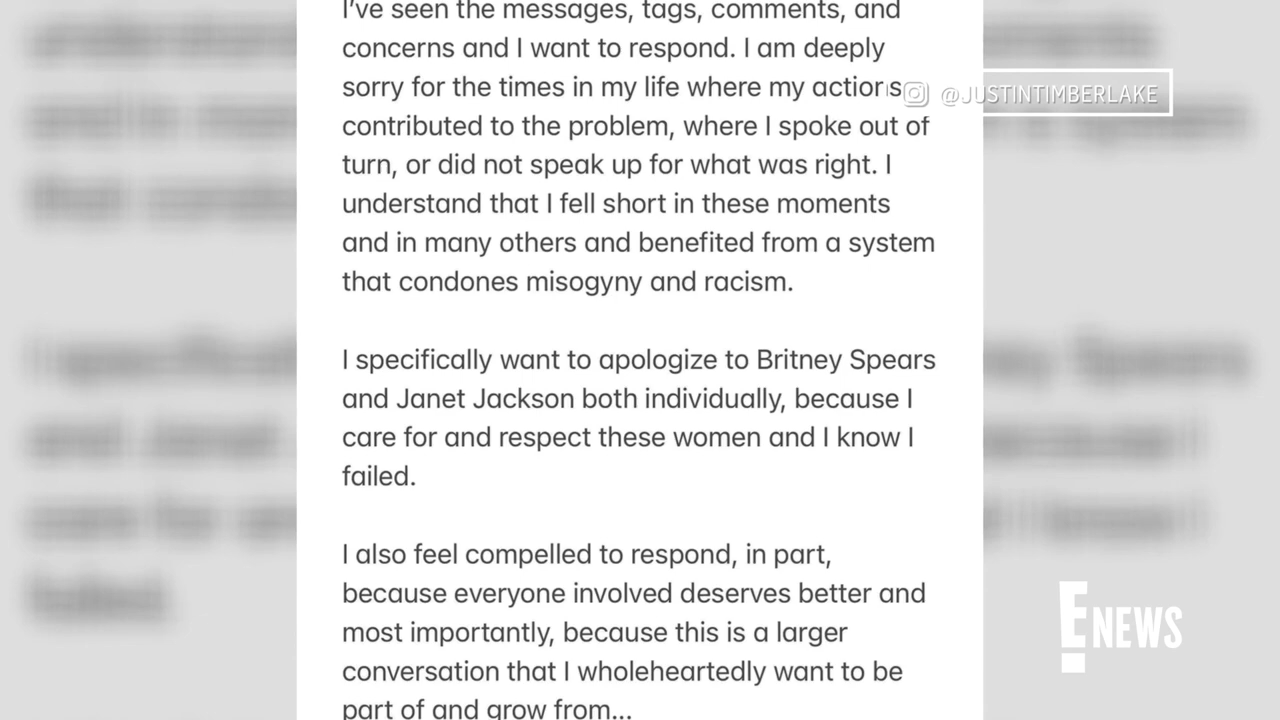 I've seen the messages, tags, comments, and
concerns and I want to respond. I am deeply
sorry for the times in my life where my actions
@JUSTINTIMBERLAKE
contributed to the problem, where I spoke out of
turn, or did not speak up for what was right. I
understand that I fell short in these moments
and in many others and benefited from a system
that condones misogyny and racism.
I specifically want to apologize to Britney Spears
and Janet Jackson both individually, because I
care for and respect these women and I know I
failed.
I also feel compelled to respond, in part,
because everyone involved deserves better and
most importantly, because this is a larger
conversation that I wholeheartedly want to be
part of and grow from...
E! NEWS